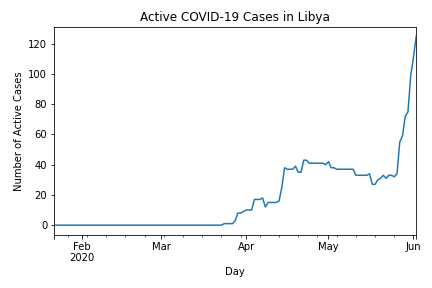 Active COVID-19 Cases in Libya
120
100
80
60
40
20
0
Number of Active Cases
Feb Mar Apr May Jun
2020
Day